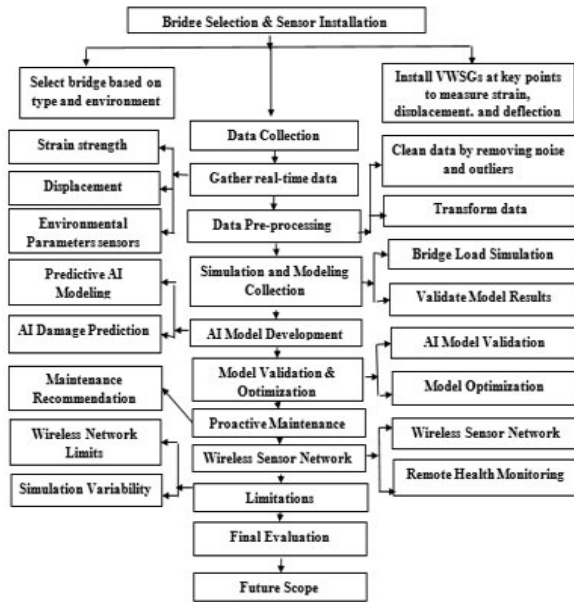 Bridge Selection & Sensor Installation
Select bridge based on
type and environment
Install VWSGs at key points
to measure strain,
displacement, and deflection
Data Collection
Strain strength
Gather real-time data
Clean data by removing noise
and outliers
Displacement
Data Pre-processing
Transform data
Environmental
Parameters sensors
Simulation and Modeling
Collection
Bridge Load Simulation
Predictive AI
Modeling
Validate Model Results
AI Damage Prediction
AI Model Development
AI Model Validation
Model Validation &
Optimization
Maintenance
Recommendation
Model Optimization
Proactive Maintenance
Wireless Network
Limits
Wireless Sensor Network
Wireless Sensor Network
Simulation Variability
Remote Health Monitoring
Limitations
Final Evaluation
Future Scope